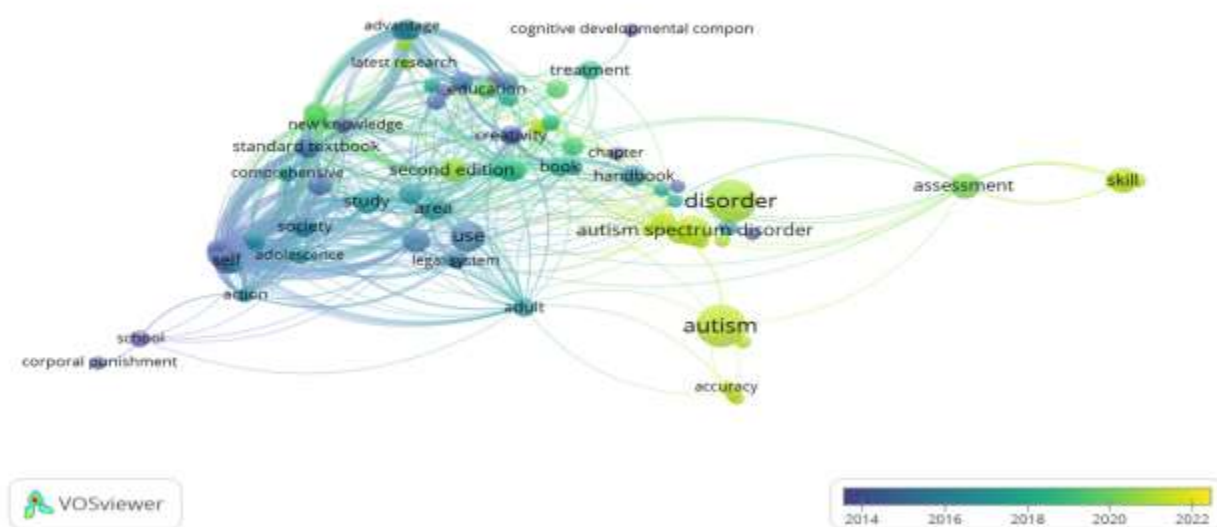 advantage
cognitive developmental compon
latest research
treatment
education
new knowledge
creativity
standard textbook
chapter
comprehensive
second edition
book
handbook
assessment
skill
disorder
study
area
society
use
autism spectrum disorder
self
adolescence
legal system
action
adult
school
autism
corporal punishment
accuracy
VOSviewer
2014 2016 2018 2020 2022